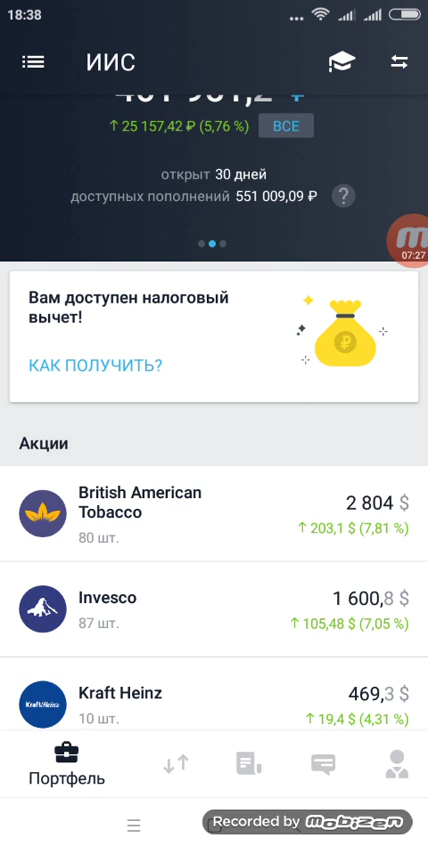 18:38
ИИС
↑ 25 157,42 ₽ (5,76 %) ВСЕ
открыт 30 дней
доступных пополнений 551 009,09 ₽ ?
07:27
Вам доступен налоговый
вычет!
КАК ПОЛУЧИТЬ?
Акции
British American
Tobacco
2 804 $
80 шт.
↑ 203,1 $ (7,81 %)
Invesco
1 600,8 $
87 шт.
↑ 105,48 $ (7,05 %)
Kraft Heinz
469,3 $
KraftHeinz
10 шт.
↑ 19,4 $ (4,31 %)
Портфель
Recorded by mobizen